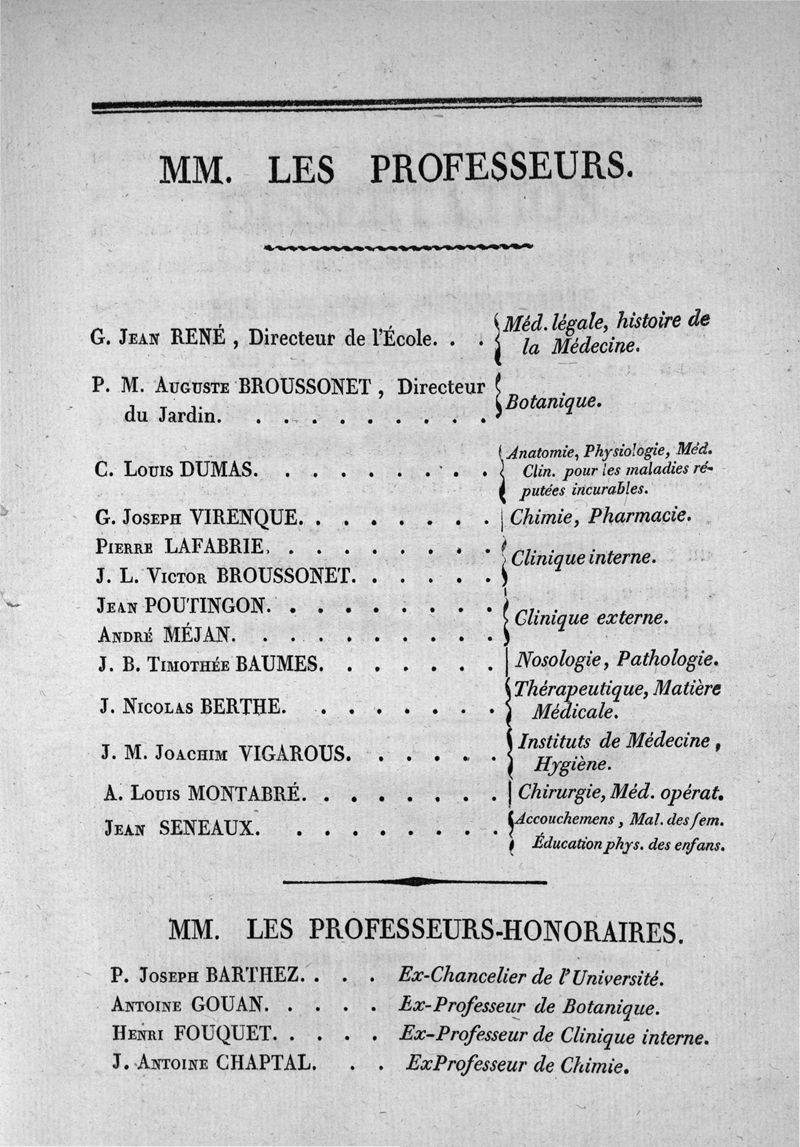 MM. LES PROFESSEURS.
G. Jean RENÉ , Directeur de l'École. . . Méd. légale, histoire de
la Médecine.
P. M. Auguste BROUSSONET , Directeur
du Jardin. . . . . . . . . . Botanique.
C. Louis DUMAS. . . . . . . . . Anatomie, Physiologie, Méd.
Clin. pour les maladies ré-
putées incurables.
G. Joseph VIRENQUE. . . . . . . . Chimie, Pharmacie.
Pierre LAFABRIE. . . . . . . . .
J. L. Victor BROUSSONET. . . . . . Clinique interne.
Jean POUTINGON. . . . . . . . .
André MÉJAN. . . . . . . . . . Clinique externe.
J. B. Timothée BAUMES. . . . . . . Nosologie, Pathologie.
J. Nicolas BERTHE. . . . . . . . Thérapeutique, Matière
Médicale.
J. M. Joachim VIGAROUS. . . . . . Instituts de Médecine ,
Hygiène.
A. Louis MONTABRÉ. . . . . . . . Chirurgie, Méd. opérat.
Jean SENEAUX. . . . . . . . . Accouchemens , Mal. des fem.
Éducation phys. des enfans.
MM. LES PROFESSEURS-HONORAIRES.
P. Joseph BARTHEZ. . . . Ex-Chancelier de l'Université.
Antoine GOUAN. . . . . Ex-Professeur de Botanique.
Henri FOUQUET. . . . . Ex-Professeur de Clinique interne.
J. Antoine CHAPTAL. . . ExProfesseur de Chimie.